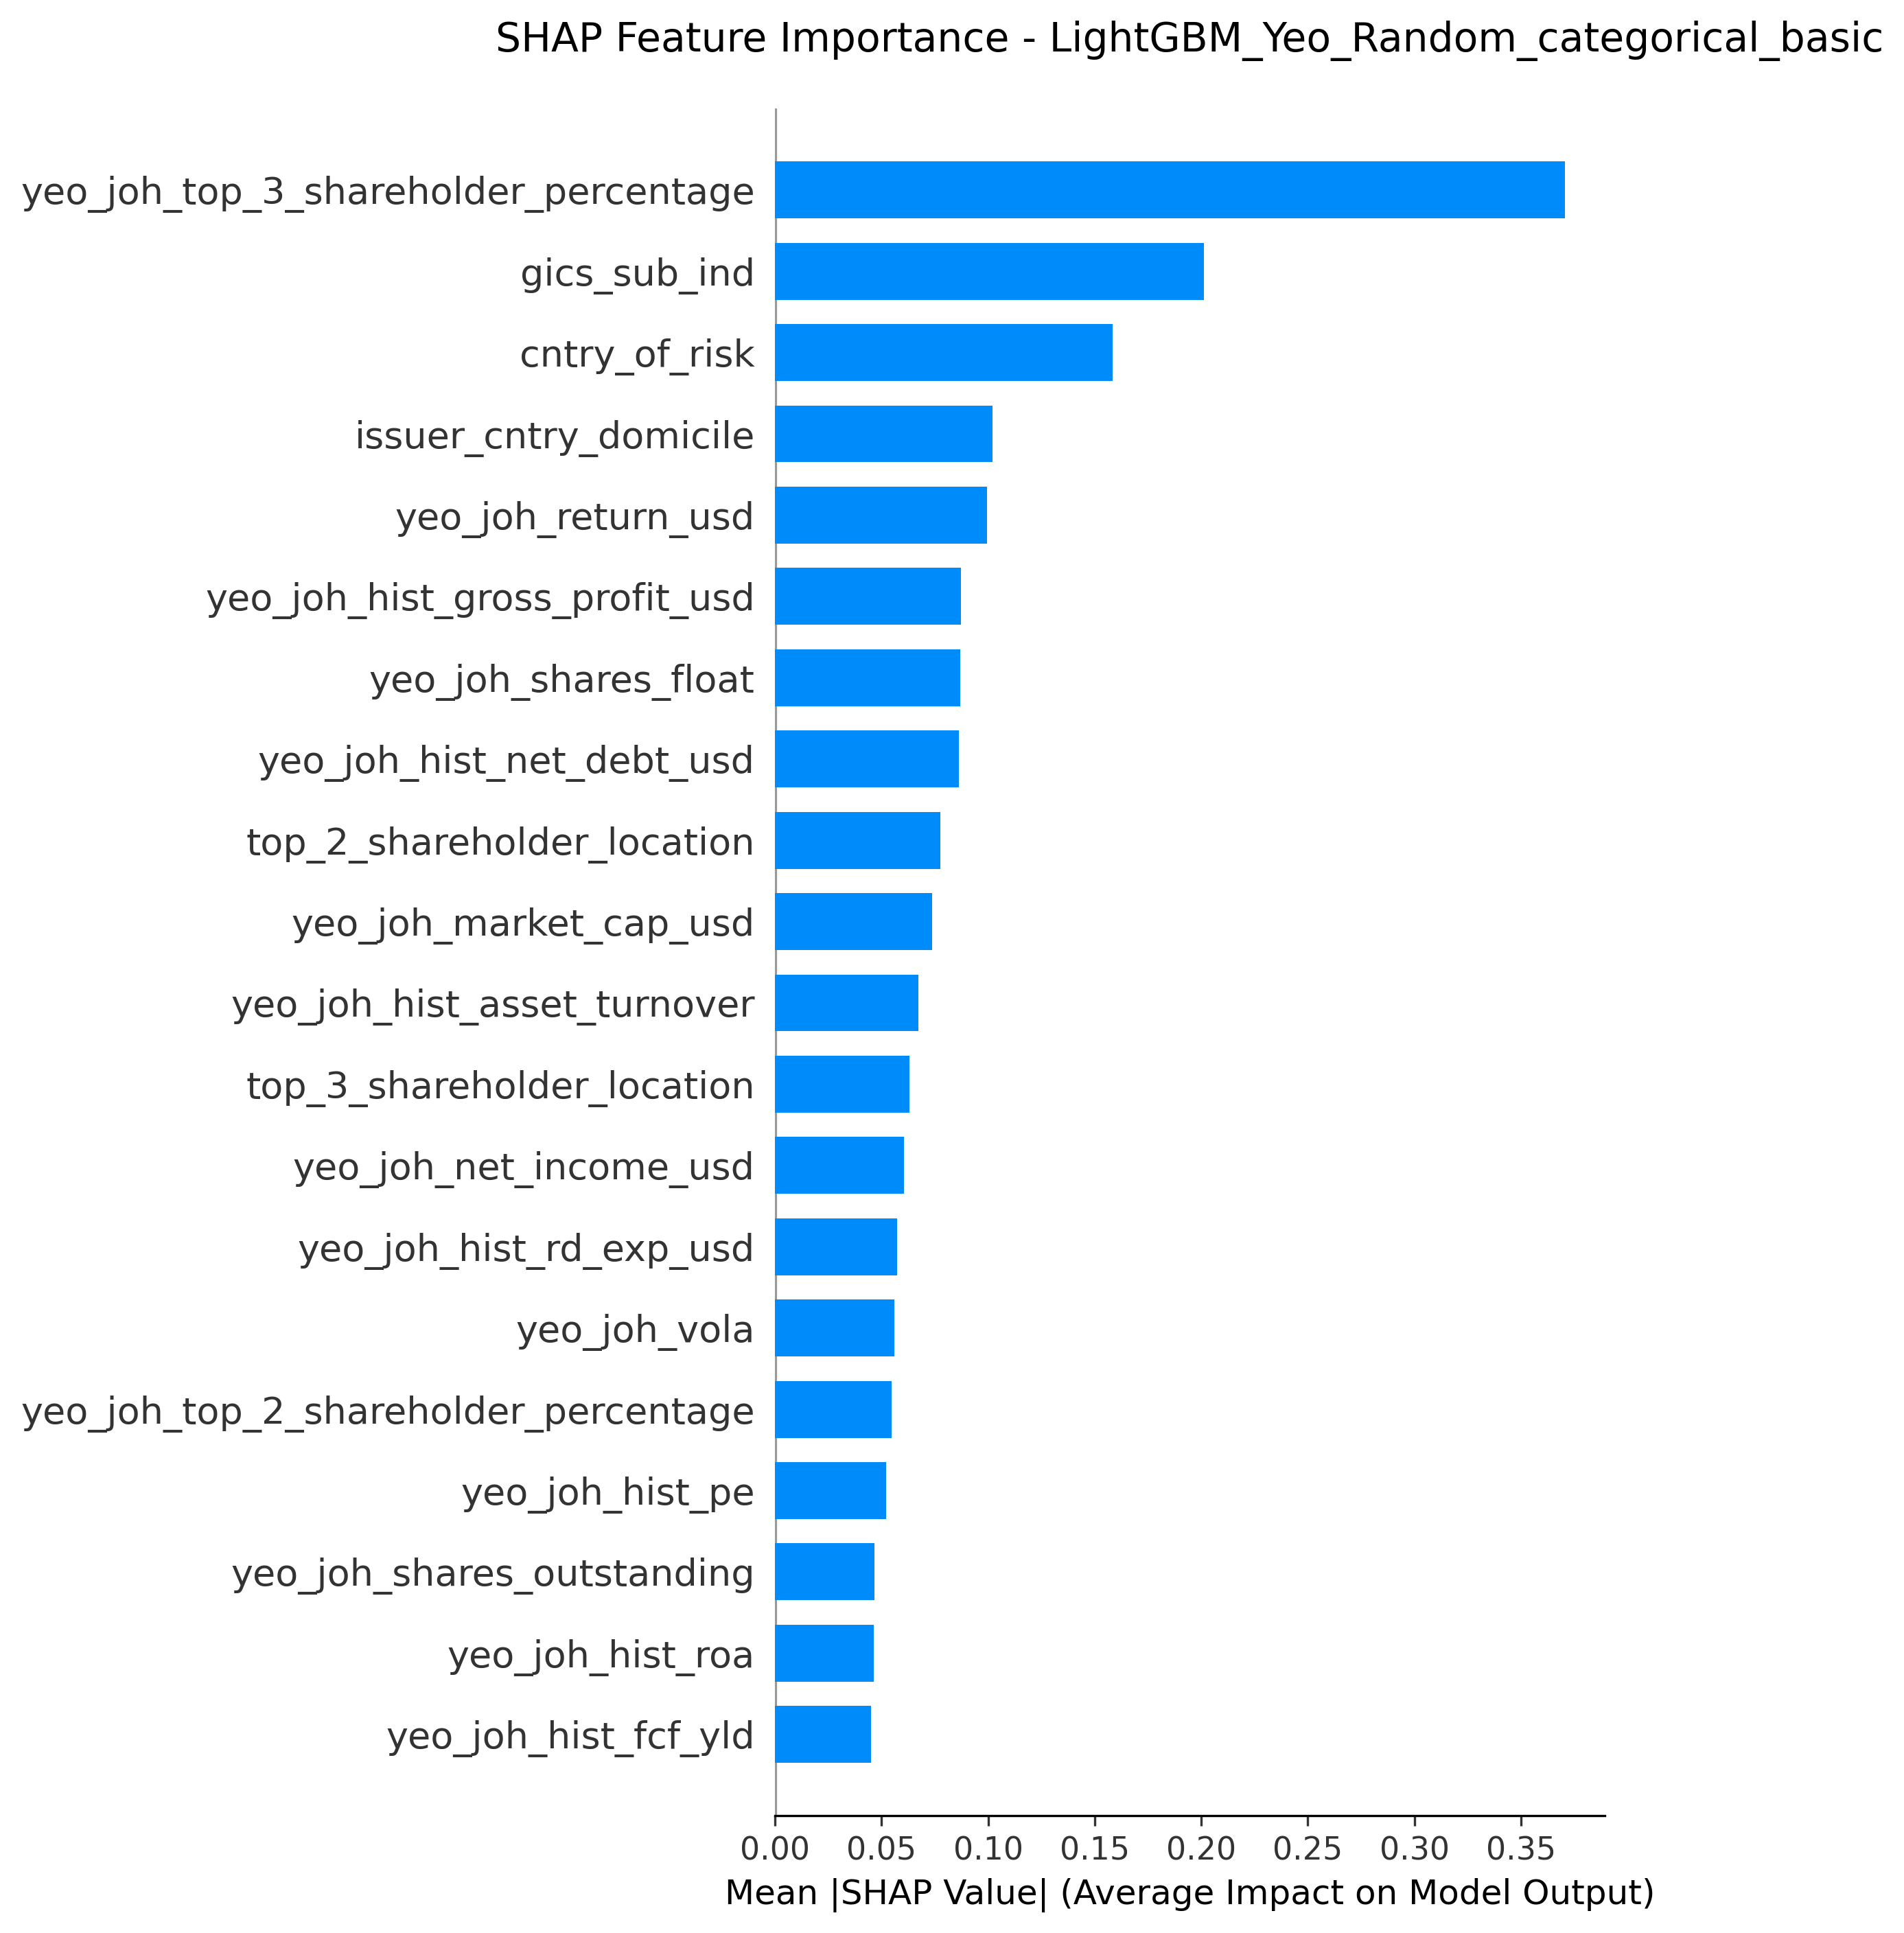 SHAP Feature Importance - LightGBM_Yeo_Random_categorical_basic
yeo_joh_top_3_shareholder_percentage
gics_sub_ind
cntry_of_risk
issuer_cntry_domicile
yeo_joh_return_usd
yeo_joh_hist_gross_profit_usd
yeo_joh_shares_float
yeo_joh_hist_net_debt_usd
top_2_shareholder_location
yeo_joh_market_cap_usd
yeo_joh_hist_asset_turnover
top_3_shareholder_location
yeo_joh_net_income_usd
yeo_joh_hist_rd_exp_usd
yeo_joh_vola
yeo_joh_top_2_shareholder_percentage
yeo_joh_hist_pe
yeo_joh_shares_outstanding
yeo_joh_hist_roa
yeo_joh_hist_fcf_yld
0.00 0.05 0.10 0.15 0.20 0.25 0.30 0.35
Mean |SHAP Value| (Average Impact on Model Output)